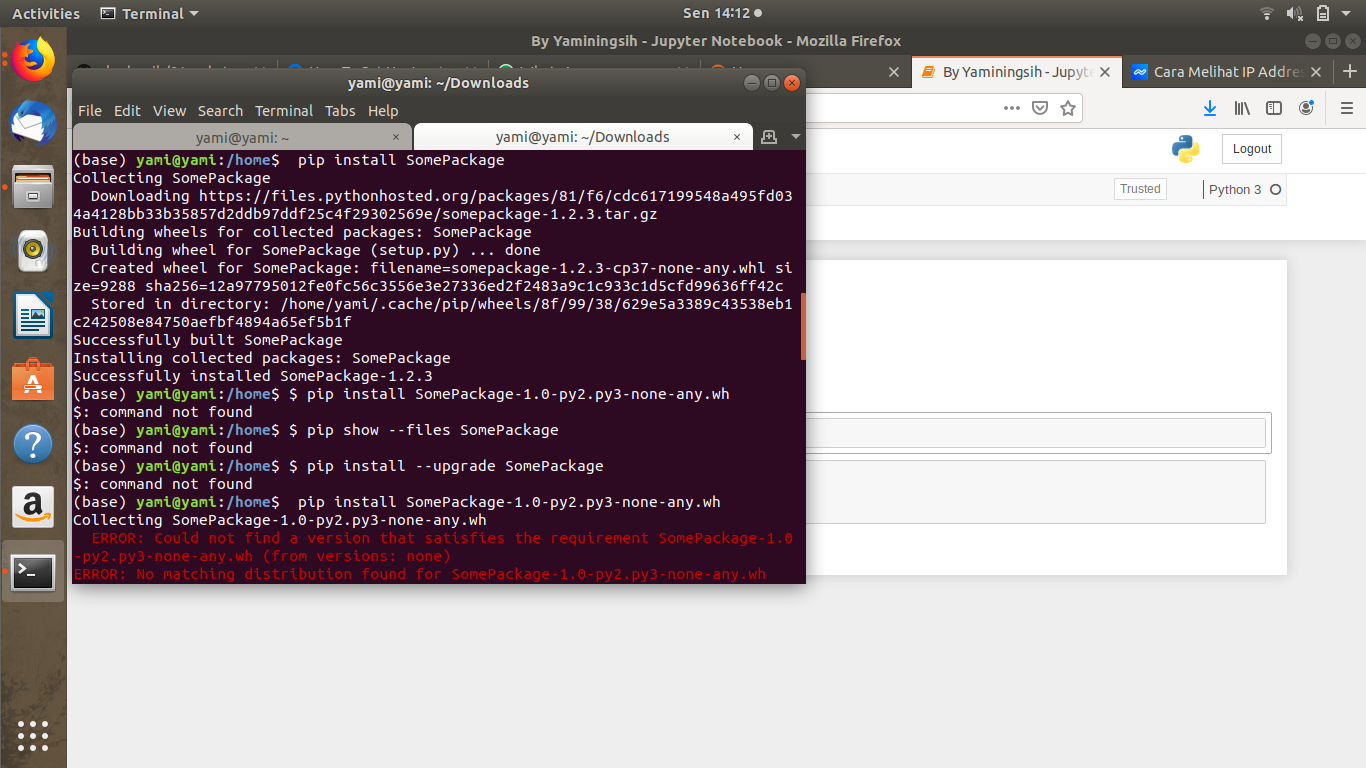 Activities
Terminal
Sen 14:12
By Yaminingsih - Jupyter Notebook - Mozilla Firefox
By Yaminingsih - Jupyte
Cara Melihat IP Addre
yami@yami: ~/Downloads
File Edit View Search Terminal Tabs Help
yami@yami: ~
yami@yami: ~/Downloads
Logout
Trusted
Python 3
(base) yami@yami:/home$  pip install SomePackage
Collecting SomePackage
  Downloading https://files.pythonhosted.org/packages/81/f6/cdc617199548a495fd03
4a4128bb33b35857d2ddb97ddf25c4f29302569e/somepackage-1.2.3.tar.gz
Building wheels for collected packages: SomePackage
  Building wheel for SomePackage (setup.py) ... done
  Created wheel for SomePackage: filename=somepackage-1.2.3-cp37-none-any.whl si
ze=9288 sha256=12a97795012fe0fc56c3556e3e27336ed2f2483a9c1c933c1d5cfd99636ff42c
  Stored in directory: /home/yami/.cache/pip/wheels/8f/99/38/629e5a3389c43538eb1
c242508e84750aefbf4894a65ef5b1f
Successfully built SomePackage
Installing collected packages: SomePackage
Successfully installed SomePackage-1.2.3
(base) yami@yami:/home$ $ pip install SomePackage-1.0-py2.py3-none-any.wh
$: command not found
(base) yami@yami:/home$ $ pip show --files SomePackage
$: command not found
(base) yami@yami:/home$ $ pip install --upgrade SomePackage
$: command not found
(base) yami@yami:/home$  pip install SomePackage-1.0-py2.py3-none-any.wh
Collecting SomePackage-1.0-py2.py3-none-any.wh
  ERROR: Could not find a version that satisfies the requirement SomePackage-1.0
-py2.py3-none-any.wh (from versions: none)
ERROR: No matching distribution found for SomePackage-1.0-py2.py3-none-any.wh